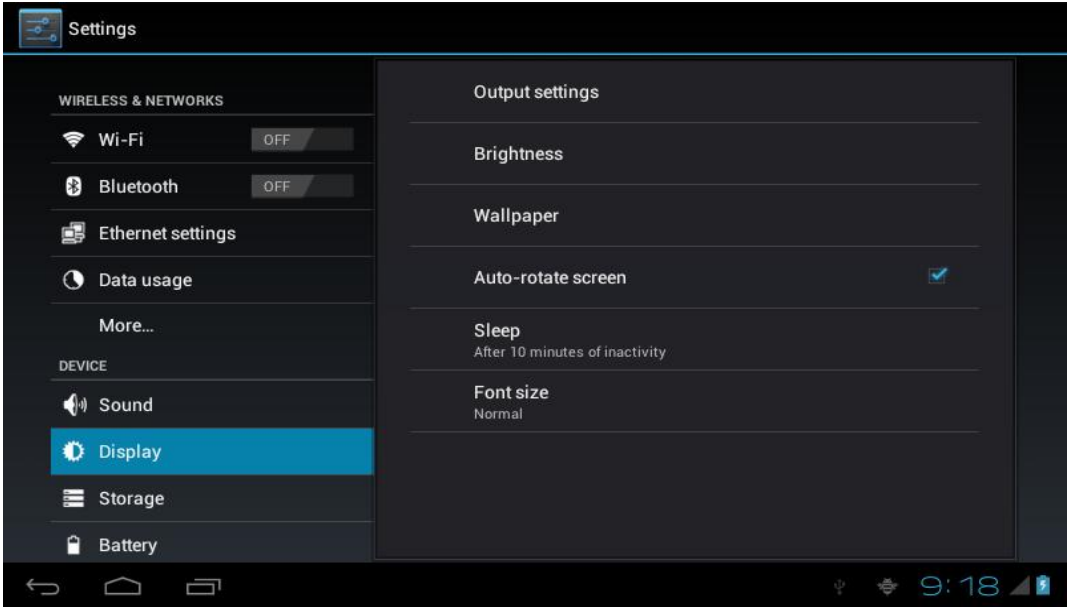 Settings
WIRELESS & NETWORKS
Wi-Fi OFF
Bluetooth OFF
Ethernet settings
Data usage
More...
DEVICE
Sound
Display
Storage
Battery
Output settings
Brightness
Wallpaper
Auto-rotate screen
Sleep
After 10 minutes of inactivity
Font size
Normal
9:18